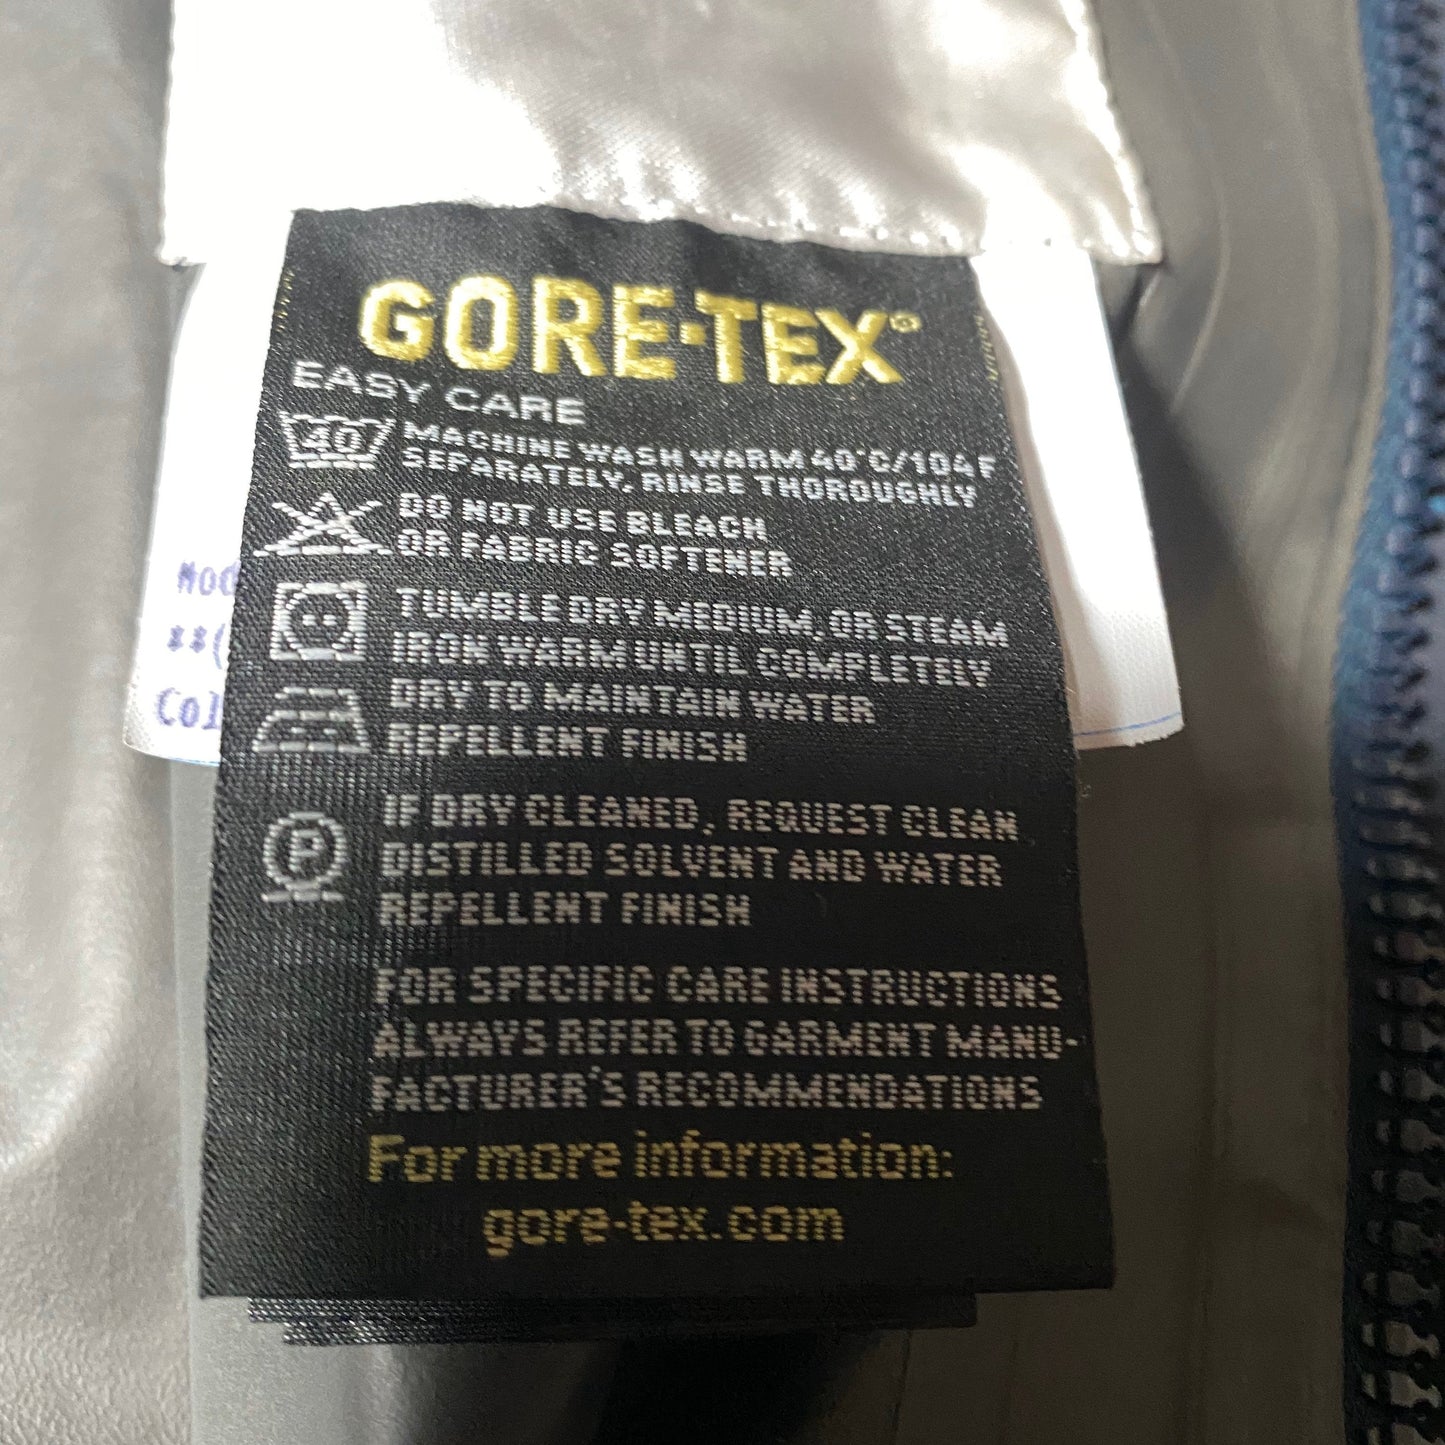 GORE-TEX®
EASY CARE
40 MACHINE WASH WARM 40°C/104F
SEPARATELY, RINSE THOROUGHLY
DO NOT USE BLEACH
OR FABRIC SOFTENER
TUMBLE DRY MEDIUM, OR STEAM
IRON WARM UNTIL COMPLETELY
DRY TO MAINTAIN WATER
REPELLENT FINISH
IF DRY CLEANED, REQUEST CLEAN
P DISTILLED SOLVENT AND WATER
REPELLENT FINISH
FOR SPECIFIC CARE INSTRUCTIONS
ALWAYS REFER TO GARMENT MANU-
FACTURER'S RECOMMENDATIONS
For more information:
gore-tex.com
Mod
**(
Col